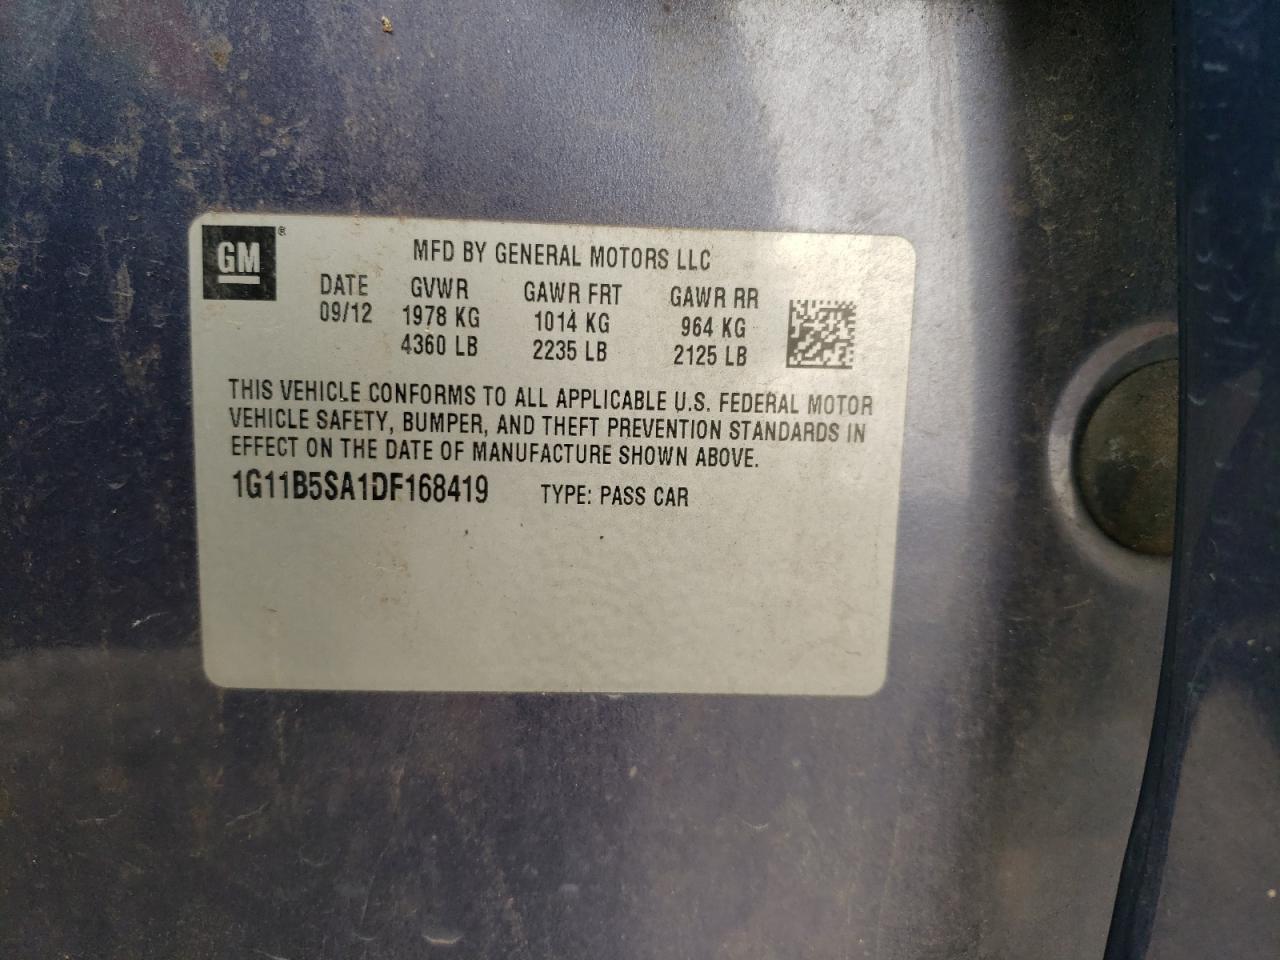 GM®
MFD BY GENERAL MOTORS LLC
DATE GVWR GAWR FRT GAWR RR
09/12 1978 KG 1014 KG 964 KG
4360 LB 2235 LB 2125 LB
THIS VEHICLE CONFORMS TO ALL APPLICABLE U.S. FEDERAL MOTOR
VEHICLE SAFETY, BUMPER, AND THEFT PREVENTION STANDARDS IN
EFFECT ON THE DATE OF MANUFACTURE SHOWN ABOVE.
1G11B5SA1DF168419 TYPE: PASS CAR